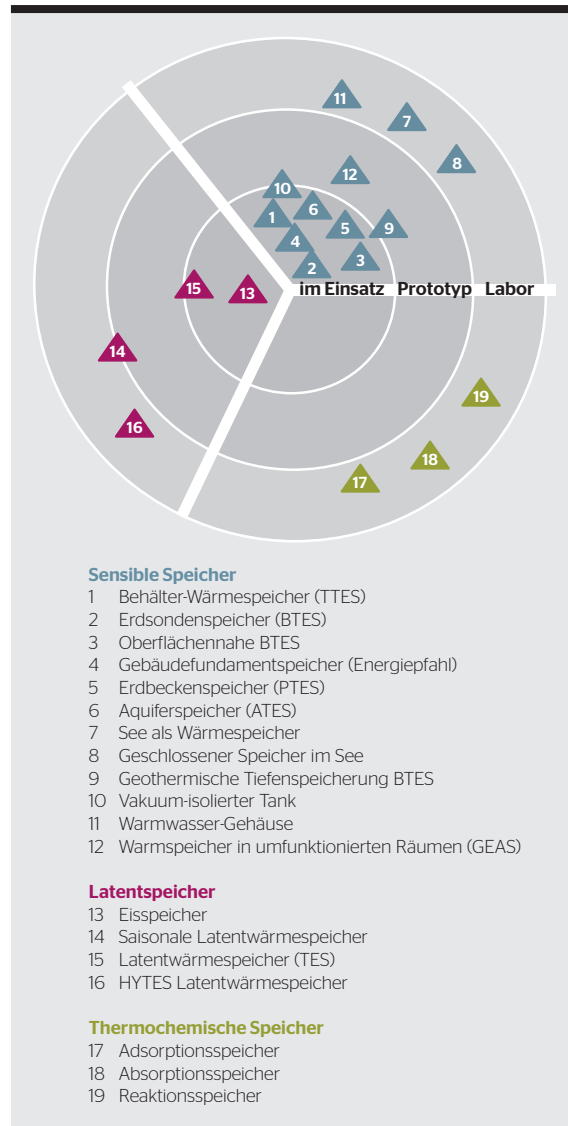 11
7
8
12
10
6
1
5
9
4
3
2
im Einsatz Prototyp Labor
15
13
14
16
19
18
17
Sensible Speicher
1 Behälter-Wärmespeicher (TTES)
2 Erdsondenspeicher (BTES)
3 Oberflächennahe BTES
4 Gebäudefundamentspeicher (Energiepfahl)
5 Erdbeckenspeicher (PTES)
6 Aquiferspeicher (ATES)
7 See als Wärmespeicher
8 Geschlossener Speicher im See
9 Geothermische Tiefenspeicherung BTES
10 Vakuum-isolierter Tank
11 Warmwasser-Gehäuse
12 Warmspeicher in umfunktionierten Räumen (GEAS)
Latentspeicher
13 Eisspeicher
14 Saisonale Latentwärmespeicher
15 Latentwärmespeicher (TES)
16 HYTES Latentwärmespeicher
Thermochemische Speicher
17 Adsorptionsspeicher
18 Absorptionsspeicher
19 Reaktionsspeicher